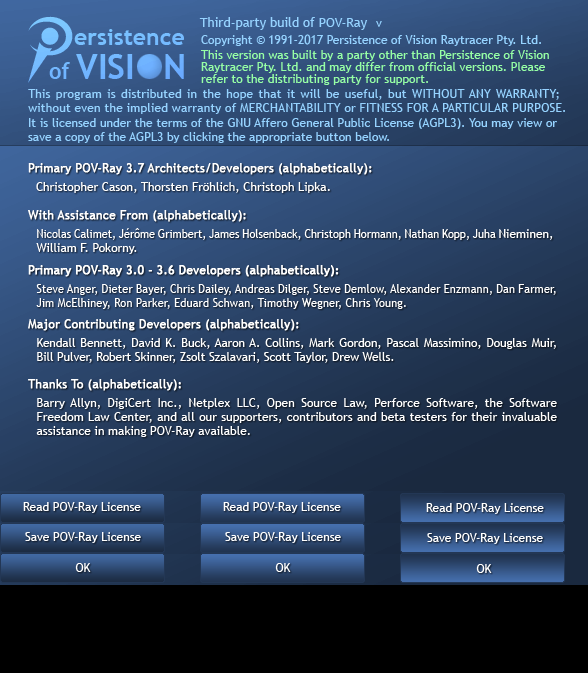 Persistence
of VISION
Third-party build of POV-Ray v
Copyright © 1991-2017 Persistence of Vision Raytracer Pty. Ltd.
This version was built by a party other than Persistence of Vision
Raytracer Pty. Ltd. and may differ from official versions. Please
refer to the distributing party for support.
This program is distributed in the hope that it will be useful, but WITHOUT ANY WARRANTY;
without even the implied warranty of MERCHANTABILITY or FITNESS FOR A PARTICULAR PURPOSE.
It is licensed under the terms of the GNU Affero General Public License (AGPL3). You may view or
save a copy of the AGPL3 by clicking the appropriate button below.
Primary POV-Ray 3.7 Architects/Developers (alphabetically):
Christopher Cason, Thorsten Fröhlich, Christoph Lipka.
With Assistance From (alphabetically):
Nicolas Calimet, Jérôme Grimbert, James Holsenback, Christoph Hormann, Nathan Kopp, Juha Nieminen,
William F. Pokorny.
Primary POV-Ray 3.0 - 3.6 Developers (alphabetically):
Steve Anger, Dieter Bayer, Chris Dailey, Andreas Dilger, Steve Demlow, Alexander Enzmann, Dan Farmer,
Jim McElhiney, Ron Parker, Eduard Schwan, Timothy Wegner, Chris Young.
Major Contributing Developers (alphabetically):
Kendall Bennett, David K. Buck, Aaron A. Collins, Mark Gordon, Pascal Massimino, Douglas Muir,
Bill Pulver, Robert Skinner, Zsolt Szalavari, Scott Taylor, Drew Wells.
Thanks To (alphabetically):
Barry Allyn, DigiCert Inc., Netplex LLC, Open Source Law, Perforce Software, the Software
Freedom Law Center, and all our supporters, contributors and beta testers for their invaluable
assistance in making POV-Ray available.
Read POV-Ray License Read POV-Ray License Read POV-Ray License
Save POV-Ray License Save POV-Ray License Save POV-Ray License
OK OK OK